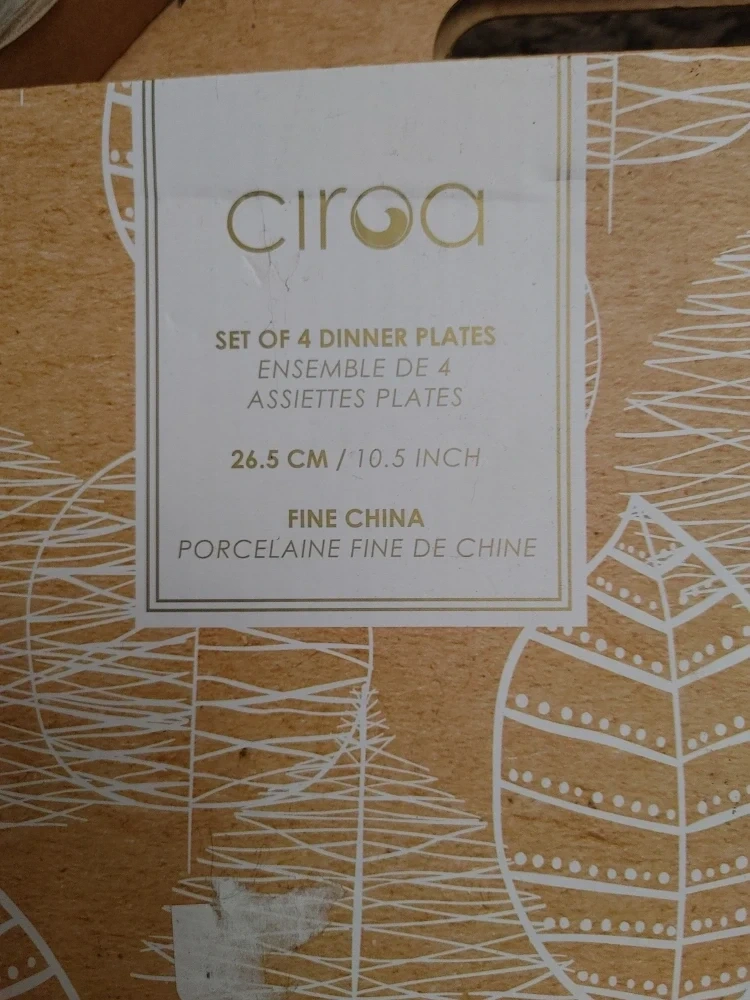 ciroa
SET OF 4 DINNER PLATES
ENSEMBLE DE 4
ASSIETTES PLATES
26.5 CM / 10.5 INCH
FINE CHINA
PORCELAINE FINE DE CHINE